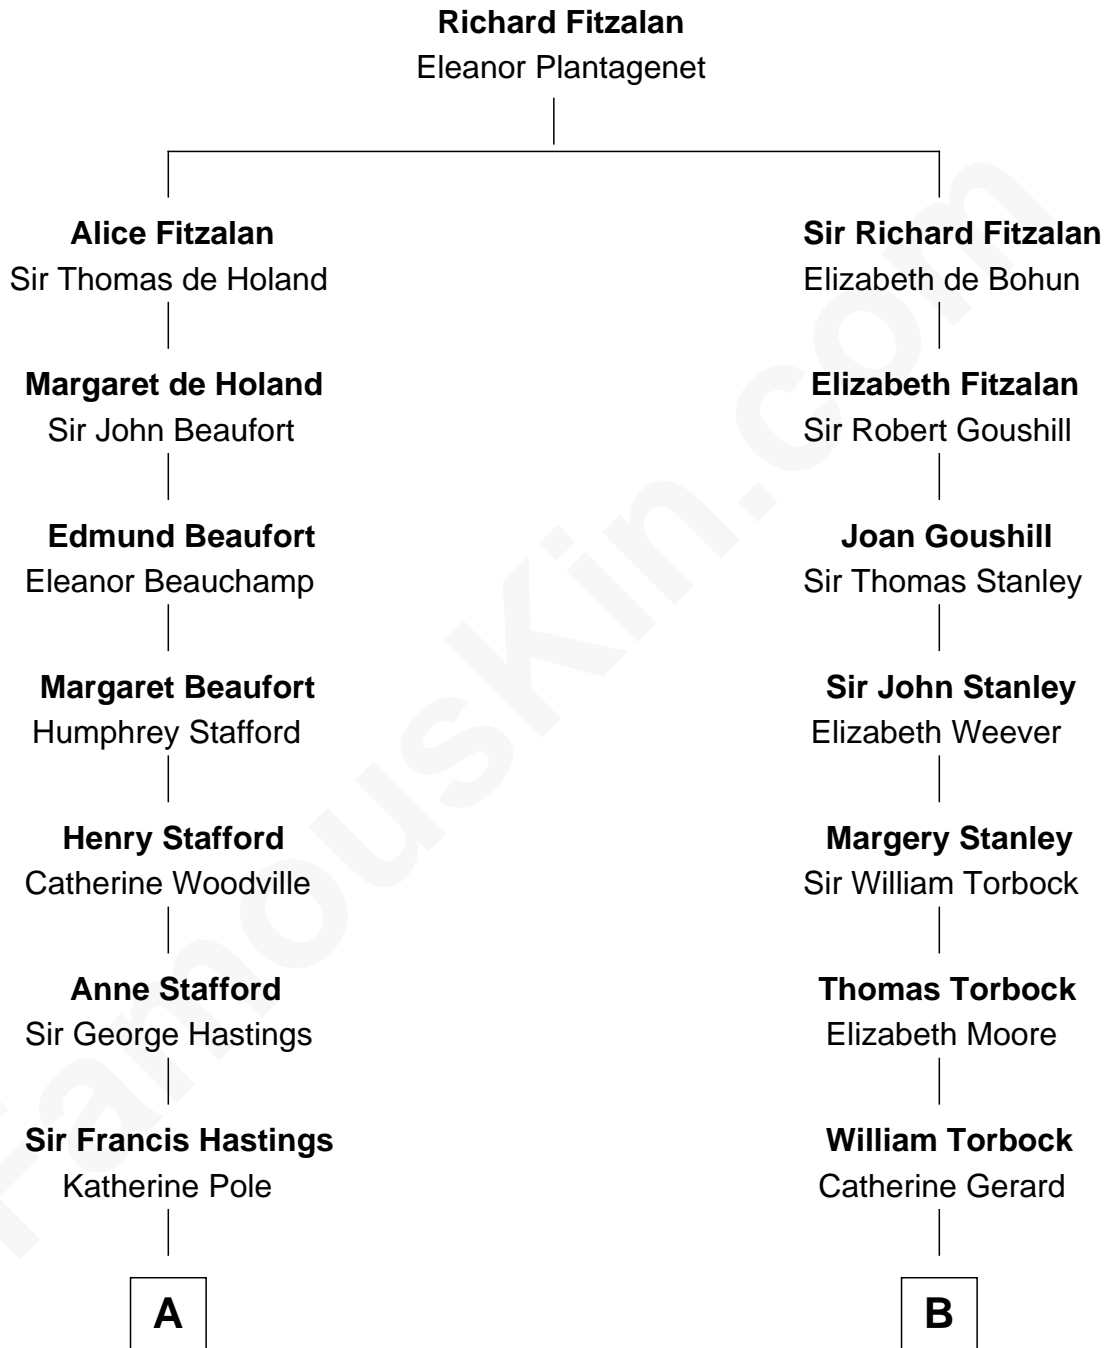 Richard Fitzalan
Eleanor Plantagenet
Alice Fitzalan
Sir Thomas de Holand
Sir Richard Fitzalan
Elizabeth de Bohun
Margaret de Holand
Sir John Beaufort
Elizabeth Fitzalan
Sir Robert Goushill
Edmund Beaufort
Eleanor Beauchamp
Joan Goushill
Sir Thomas Stanley
Margaret Beaufort
Humphrey Stafford
Sir John Stanley
Elizabeth Weever
Henry Stafford
Catherine Woodville
Margery Stanley
Sir William Torbock
Anne Stafford
Sir George Hastings
Thomas Torbock
Elizabeth Moore
Sir Francis Hastings
Katherine Pole
William Torbock
Catherine Gerard
A
B
FamousKin.com